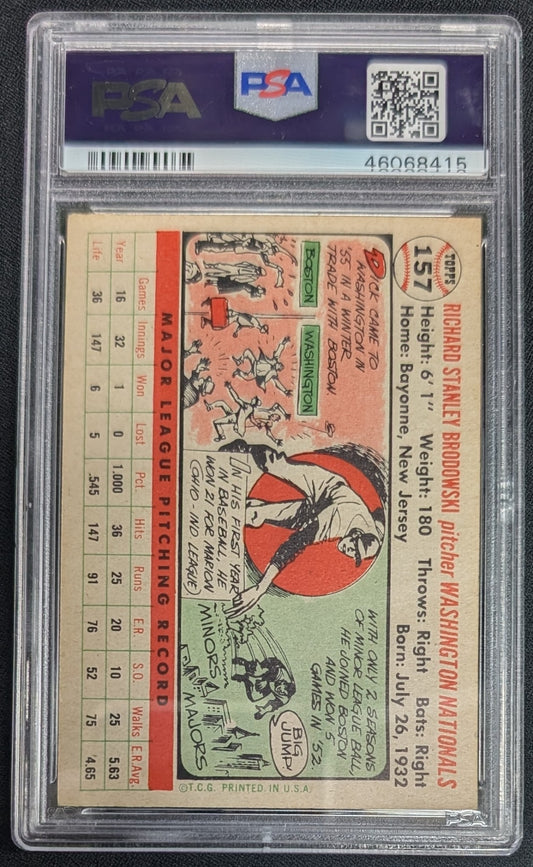 PSA
PSA
46068415
TOPPS
157
RICHARD STANLEY BRODOWSKI pitcher WASHINGTON NATIONALS
Height: 6' 1" Weight: 180 Throws: Right Bats: Right
Home: Bayonne, New Jersey Born: July 26, 1932
DICK CAME TO
WASHINGTON IN
'55 IN A WINTER
TRADE WITH BOSTON.
BOSTON
WASHINGTON
IN HIS FIRST YEAR
IN BASEBALL HE
WON 21 FOR MARION
(OHIO-IND LEAGUE)
WITH ONLY 2 SEASONS
OF MINOR LEAGUE BALL,
HE JOINED BOSTON
AND WON 5
GAMES IN '52.
BIG
JUMP!
MINORS
MAJORS
MAJOR LEAGUE PITCHING RECORD
Games Innings Won Lost Pct. Hits Runs E.R. S.O. Walks E.R.Avg.
Year 16 32 1 0 1.000 36 25 20 10 25 5.63
Life 36 147 6 5 .545 147 91 76 52 75 4.65
©T.C.G. PRINTED IN U.S.A.